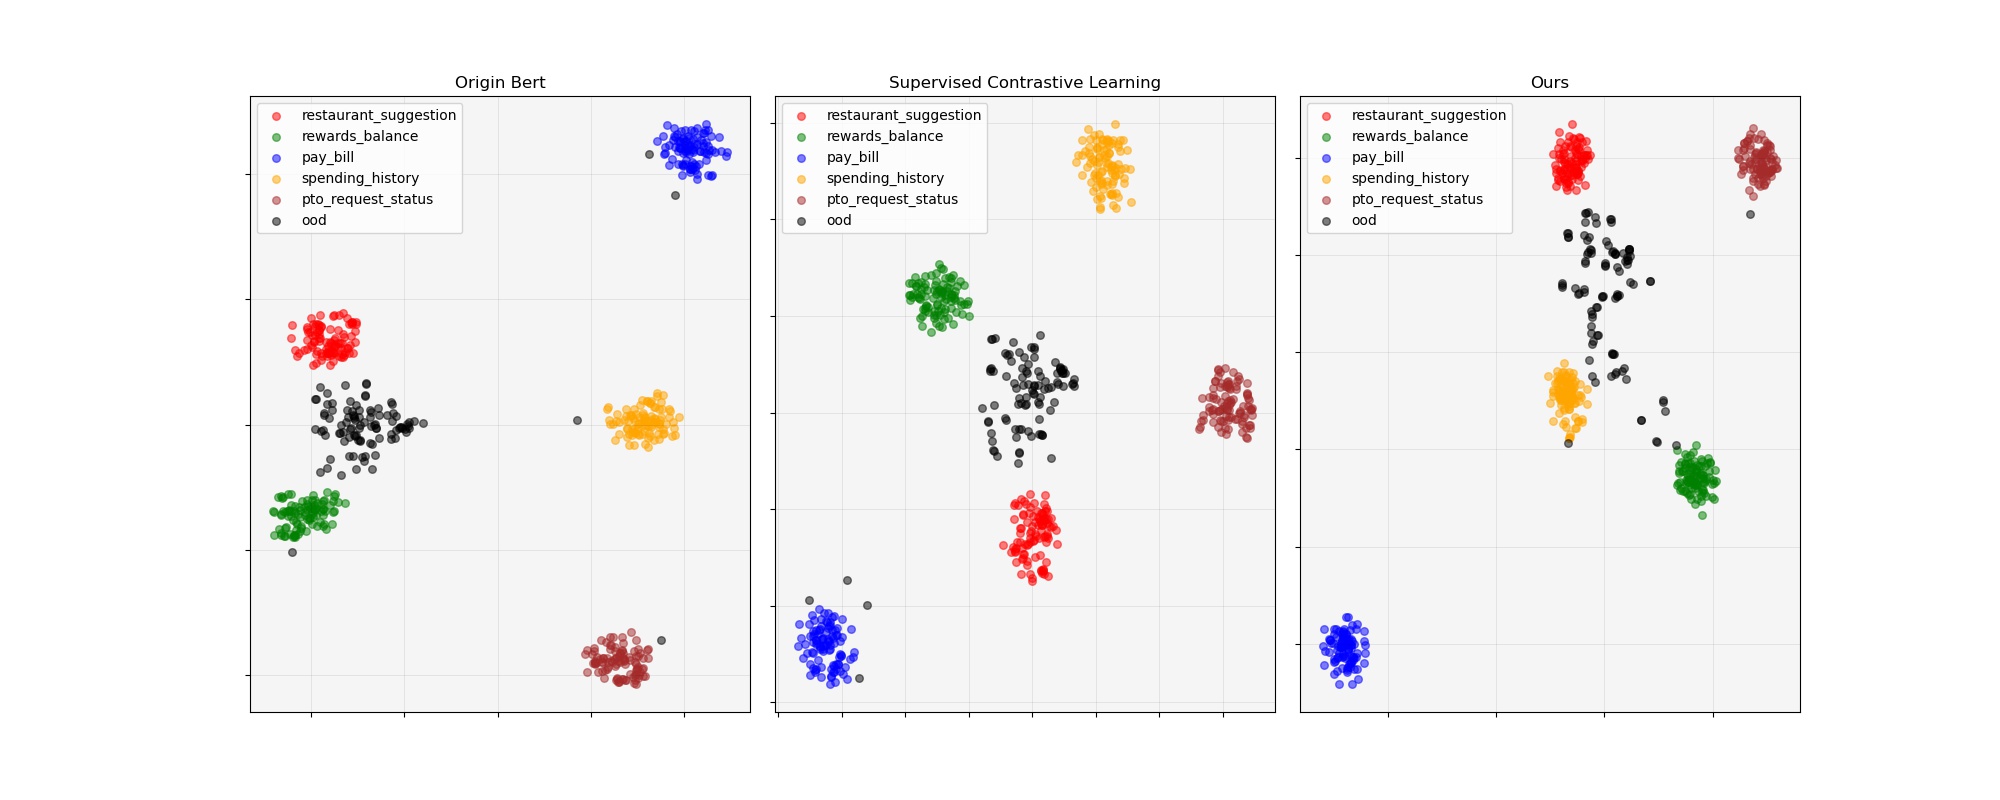 Origin Bert
restaurant_suggestion
rewards_balance
pay_bill
spending_history
pto_request_status
ood
Supervised Contrastive Learning
restaurant_suggestion
rewards_balance
pay_bill
spending_history
pto_request_status
ood
Ours
restaurant_suggestion
rewards_balance
pay_bill
spending_history
pto_request_status
ood